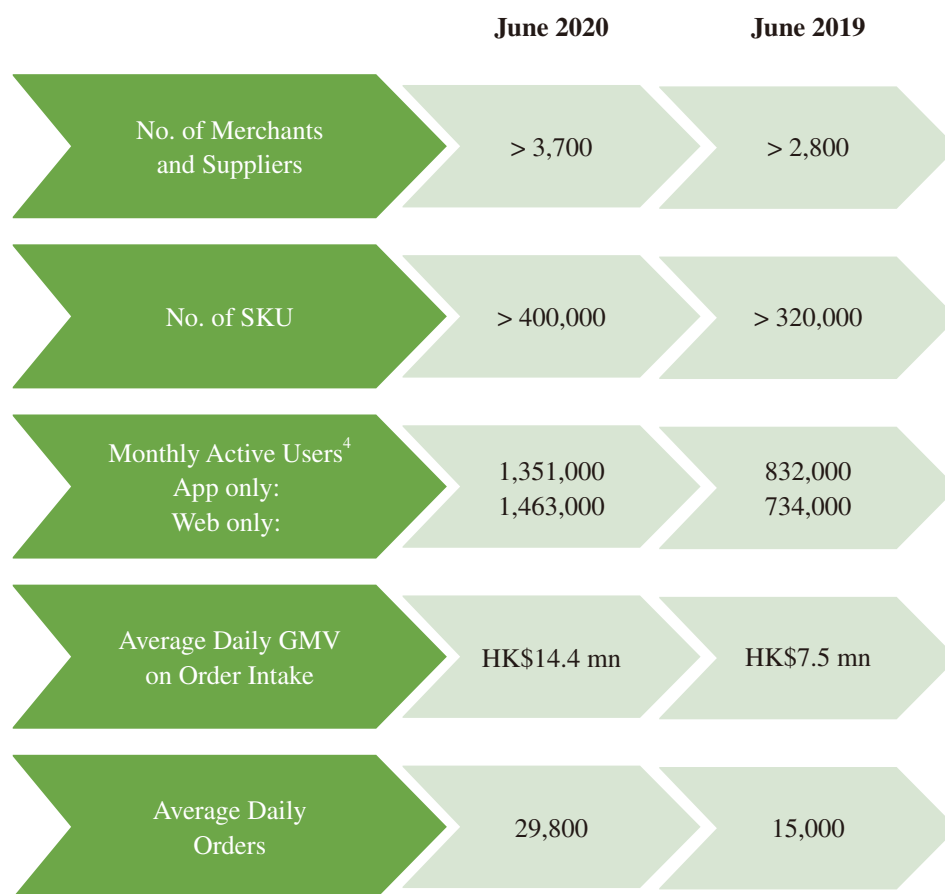 June 2020 June 2019
No. of Merchants
and Suppliers
> 3,700 > 2,800
No. of SKU > 400,000 > 320,000
Monthly Active Users4
App only:
Web only:
1,351,000 832,000
1,463,000 734,000
Average Daily GMV
on Order Intake
HK$14.4 mn HK$7.5 mn
Average Daily
Orders
29,800 15,000